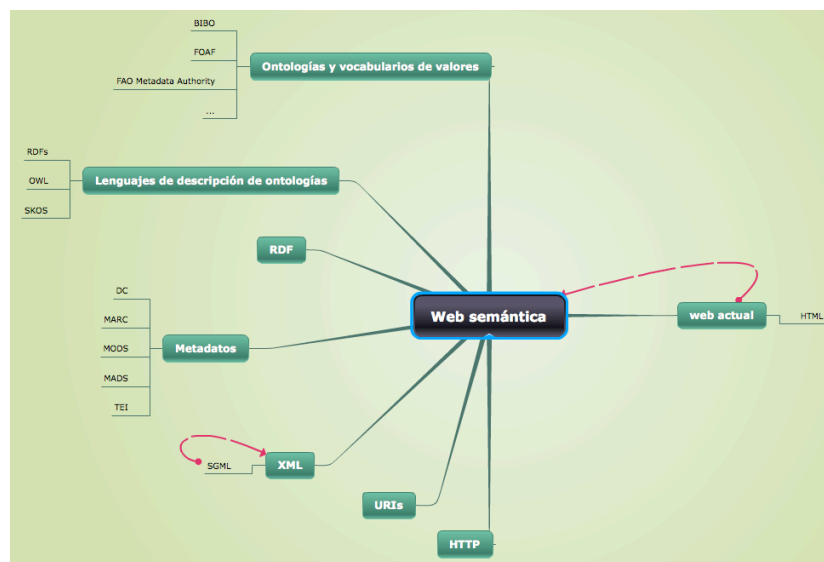 BIBO
FOAF
FAO Metadata Authority
...
Ontologías y vocabularios de valores
RDFs
OWL
SKOS
Lenguajes de descripción de ontologías
RDF
DC
MARC
MODS
MADS
TEI
Metadatos
Web semántica
web actual
HTML
SGML
XML
URIs
HTTP